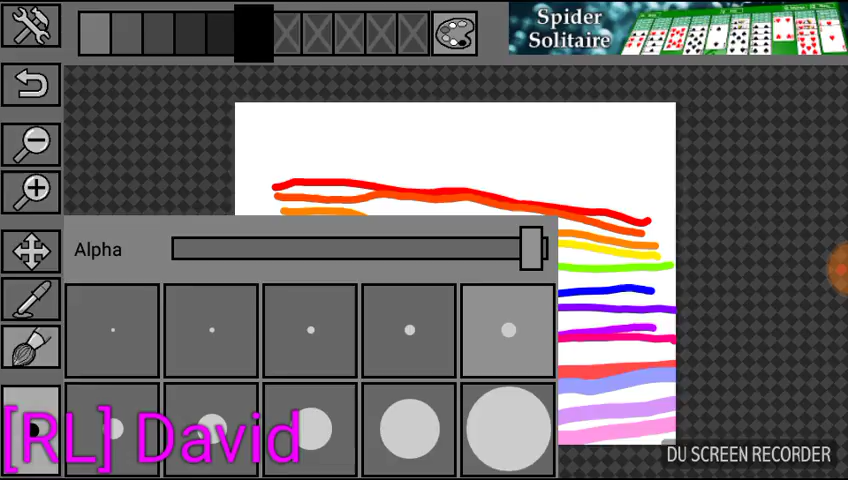 Spider
Solitaire
Alpha
[RL] David
DU SCREEN RECORDER